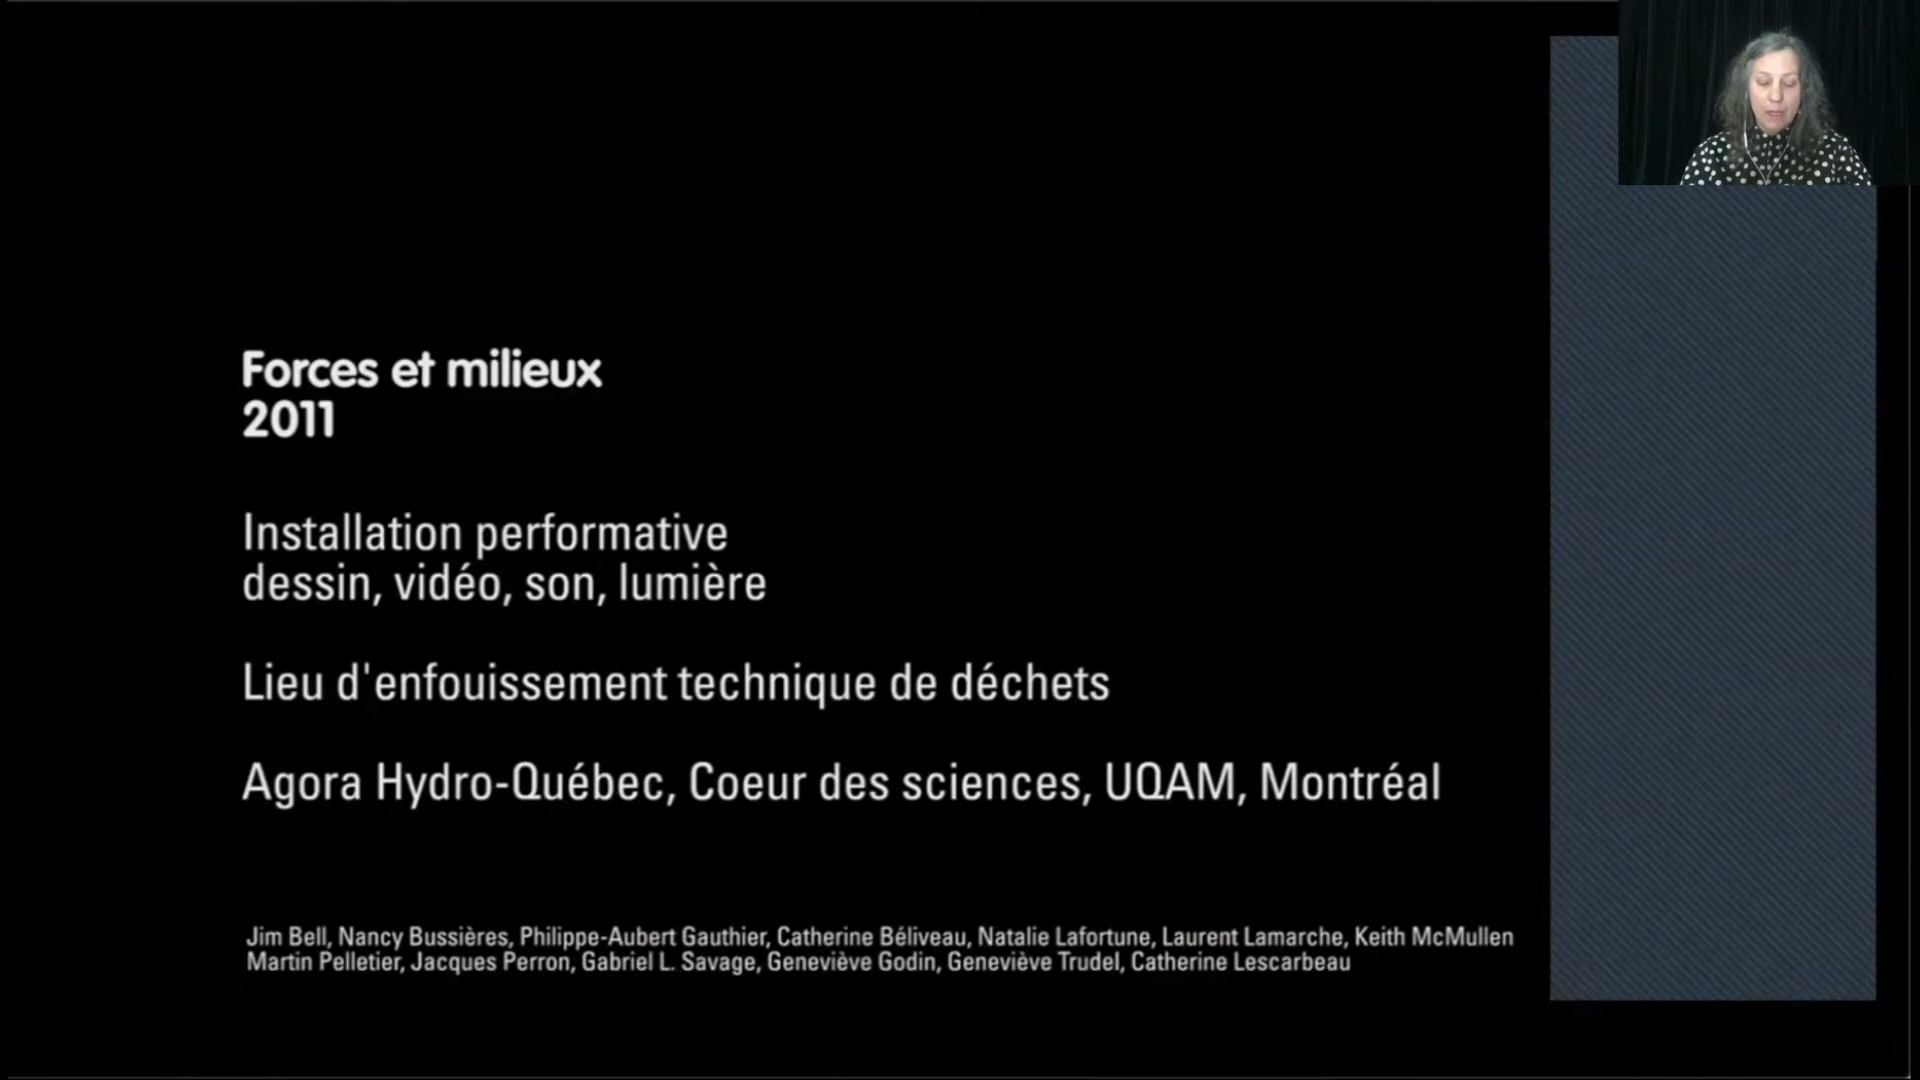 Forces et milieux
2011
Installation performative
dessin, vidéo, son, lumière
Lieu d'enfouissement technique de déchets
Agora Hydro-Québec, Coeur des sciences, UQAM, Montréal
Jim Bell, Nancy Bussières, Philippe-Aubert Gauthier, Catherine Béliveau, Natalie Lafortune, Laurent Lamarche, Keith McMullen
Martin Pelletier, Jacques Perron, Gabriel L. Savage, Geneviève Godin, Geneviève Trudel, Catherine Lescarbeau